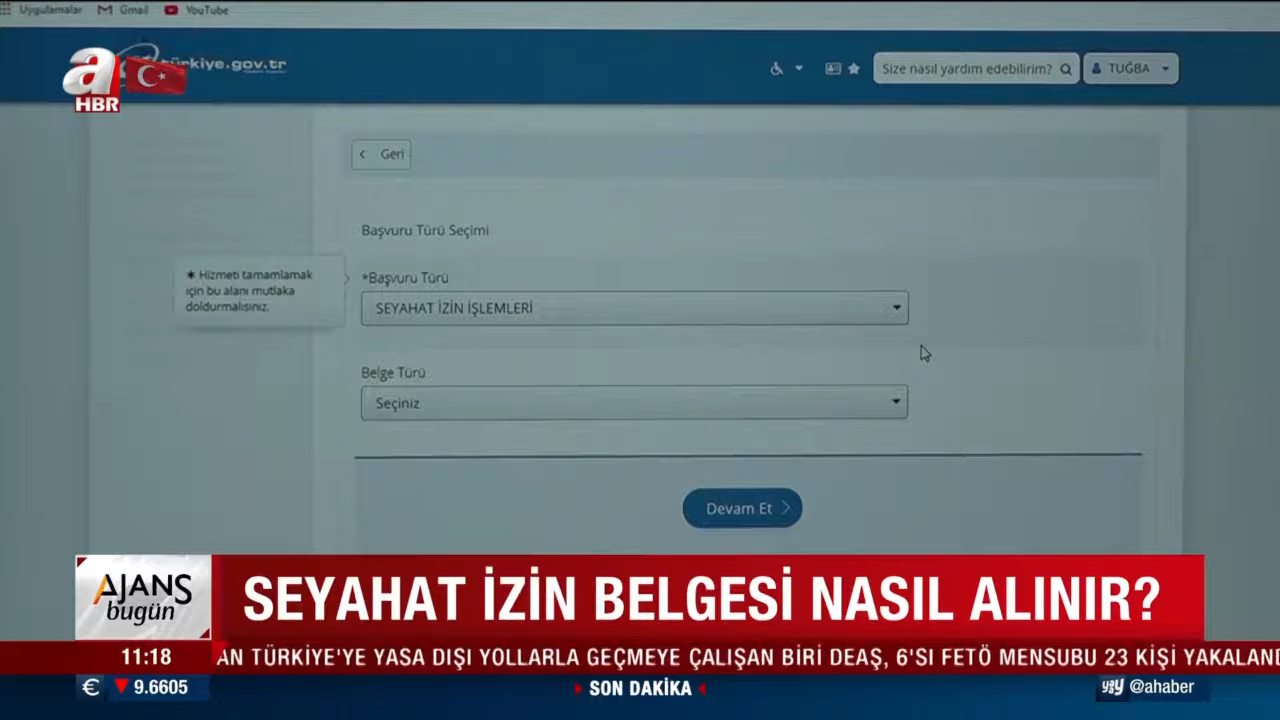 Uygulamalar Gmail YouTube
türkiye.gov.tr
a
HBR
Size nasıl yardım edebilirim?
TUĞBA
Geri
Başvuru Türü Seçimi
* Hizmeti tamamlamak
için bu alanı mutlaka
doldurmalısınız.
*Başvuru Türü
SEYAHAT İZİN İŞLEMLERİ
Belge Türü
Seçiniz
Devam Et
AJANS
bugün
SEYAHAT İZİN BELGESİ NASIL ALINIR?
11:18
AN TÜRKİYE'YE YASA DIŞI YOLLARLA GEÇMEYE ÇALIŞAN BİRİ DEAŞ, 6'SI FETÖ MENSUBU 23 KİŞİ YAKALAND
€ 9.6605
SON DAKİKA
@ahaber